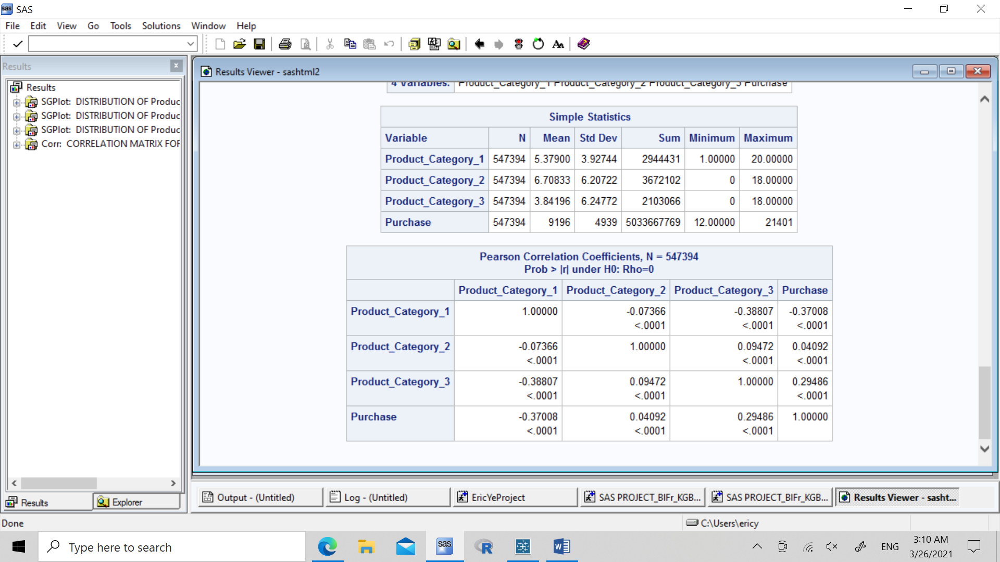 SAS
File Edit View Go Tools Solutions Window Help
Results
Results
SGPlot: DISTRIBUTION OF Produc
SGPlot: DISTRIBUTION OF Produc
SGPlot: DISTRIBUTION OF Produc
Corr: CORRELATION MATRIX FOR
Results Explorer
Results Viewer - sashtml2
4 Variables: Product_Category_1 Product_Category_2 Product_Category_3 Purchase
Simple Statistics
Variable N Mean Std Dev Sum Minimum Maximum
Product_Category_1 547394 5.37900 3.92744 2944431 1.00000 20.00000
Product_Category_2 547394 6.70833 6.20722 3672102 0 18.00000
Product_Category_3 547394 3.84196 6.24772 2103066 0 18.00000
Purchase 547394 9196 4939 5033667769 12.00000 21401
Pearson Correlation Coefficients, N = 547394
Prob > |r| under H0: Rho=0
Product_Category_1 Product_Category_2 Product_Category_3 Purchase
Product_Category_1 1.00000 -0.07366 -0.38807 -0.37008
<.0001 <.0001 <.0001
Product_Category_2 -0.07366 1.00000 0.09472 0.04092
<.0001 <.0001 <.0001
Product_Category_3 -0.38807 0.09472 1.00000 0.29486
<.0001 <.0001 <.0001
Purchase -0.37008 0.04092 0.29486 1.00000
<.0001 <.0001 <.0001
Output - (Untitled) Log - (Untitled) EricYeProject SAS PROJECT_BIFr_KGB... SAS PROJECT_BIFr_KGB... Results Viewer - sasht...
Done C:\Users\ericy
Type here to search
sas
R
W
ENG
3:10 AM
3/26/2021